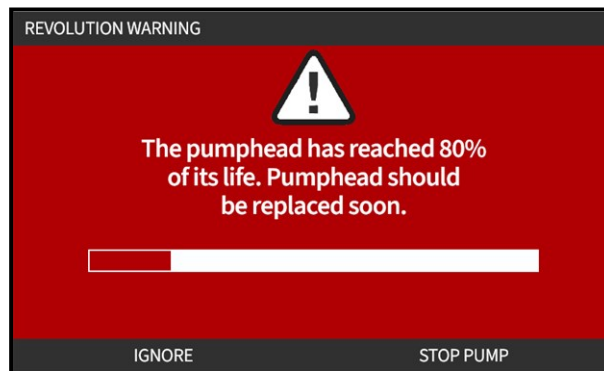 REVOLUTION WARNING
!
The pumphead has reached 80%
of its life. Pumphead should
be replaced soon.
IGNORE
STOP PUMP